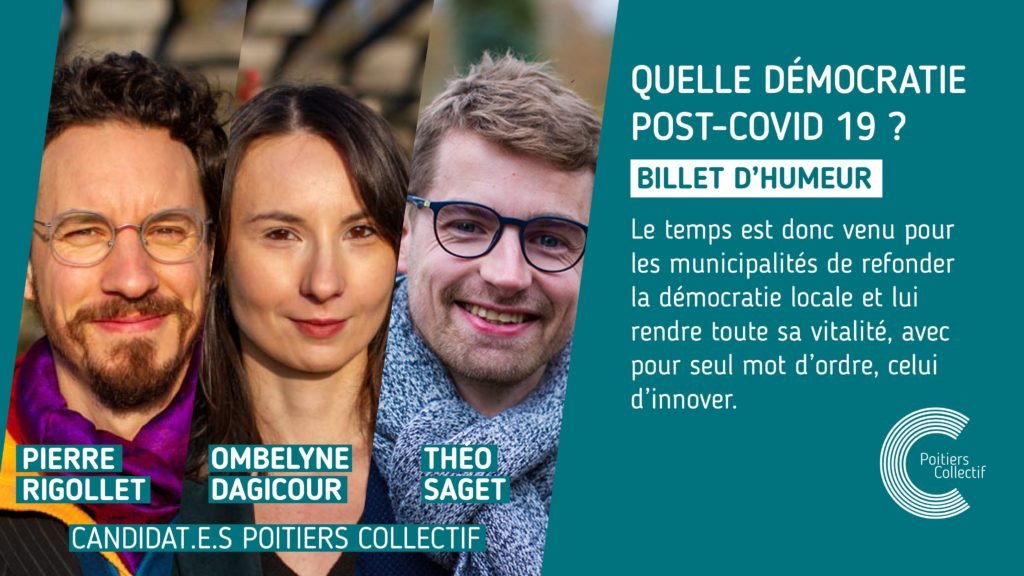 QUELLE DÉMOCRATIE
POST-COVID 19 ?
BILLET D'HUMEUR
Le temps est donc venu pour
les municipalités de refonder
la démocratie locale et lui
rendre toute sa vitalité, avec
pour seul mot d'ordre, celui
d'innover.
PIERRE
RIGOLLET
OMBELYNE
DAGICOUR
THÉO
SAGET
CANDIDAT.E.S POITIERS COLLECTIF
Poitiers
Collectif